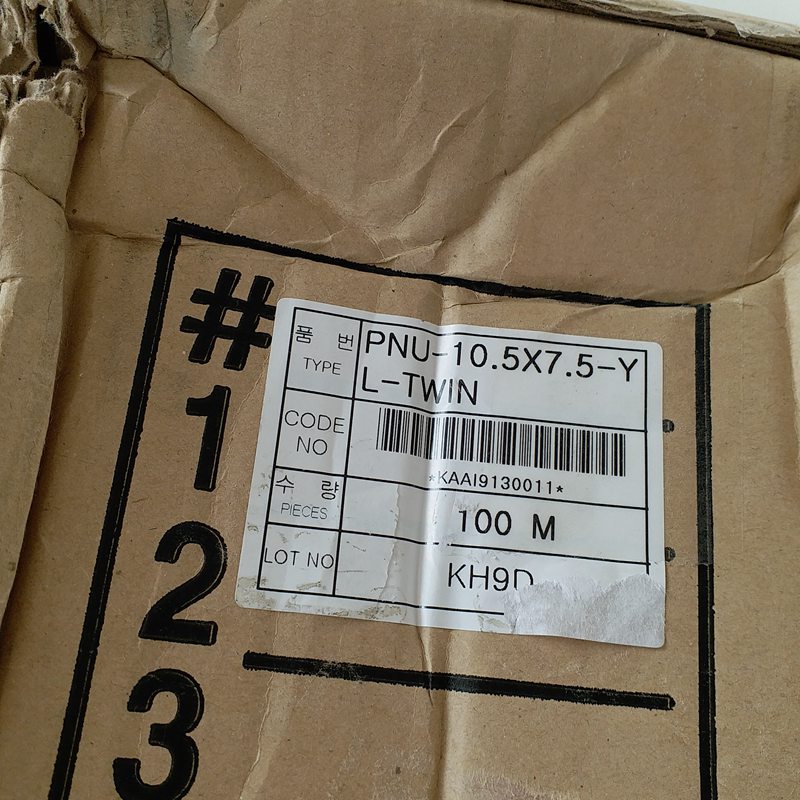 #
1
2
3
품 번
TYPE
PNU-10.5X7.5-Y
L-TWIN
CODE
NO
*KAAI9130011*
수 량
PIECES
100 M
LOT NO
KH9D